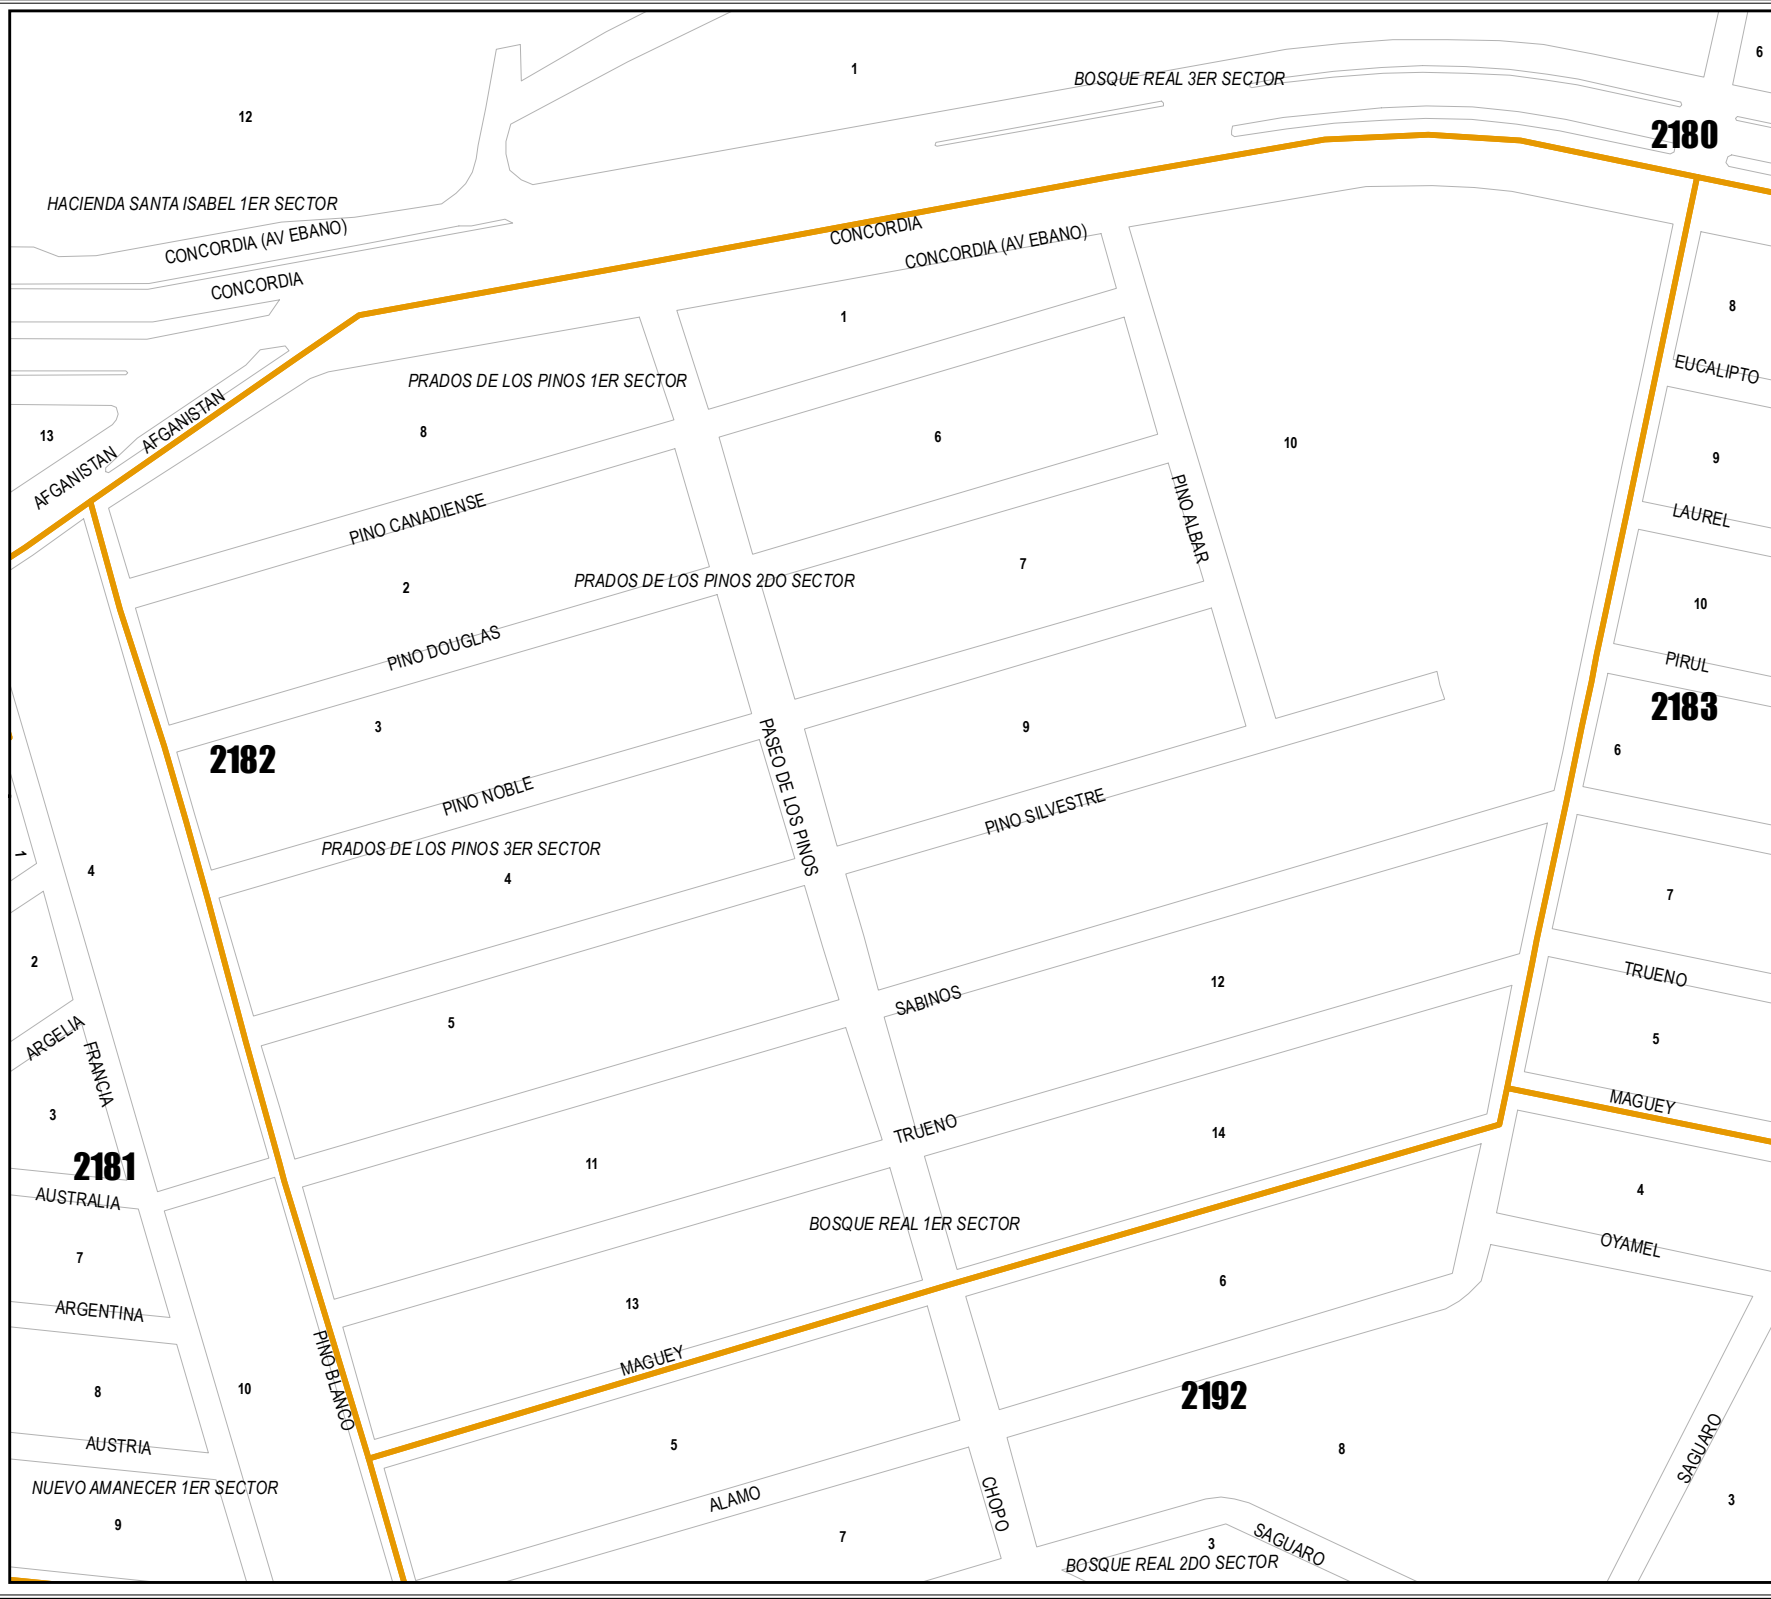 6
1
BOSQUE REAL 3ER SECTOR
12
2180
HACIENDA SANTA ISABEL 1ER SECTOR
CONCORDIA (AV EBANO)
CONCORDIA
CONCORDIA (AV EBANO)
CONCORDIA
8
1
EUCALIPTO
PRADOS DE LOS PINOS 1ER SECTOR
AFGANISTAN
13
8
6
10
9
AFGANISTAN
PINO CANADIENSE
PINO ALBAR
LAUREL
7
PRADOS DE LOS PINOS 2DO SECTOR
2
10
PINO DOUGLAS
PIRUL
2183
3
9
6
2182
PASEO DE LOS PINOS
PINO NOBLE
PINO SILVESTRE
PRADOS DE LOS PINOS 3ER SECTOR
1
4
4
7
2
TRUENO
12
SABINOS
5
ARGELIA
5
FRANCIA
3
MAGUEY
TRUENO
14
2181
11
AUSTRALIA
4
BOSQUE REAL 1ER SECTOR
OYAMEL
7
6
13
ARGENTINA
MAGUEY
PINO BLANCO
8
10
2192
AUSTRIA
5
8
SAGUARO
NUEVO AMANECER 1ER SECTOR
ALAMO
CHOPO
3
9
7
3
SAGUARO
BOSQUE REAL 2DO SECTOR